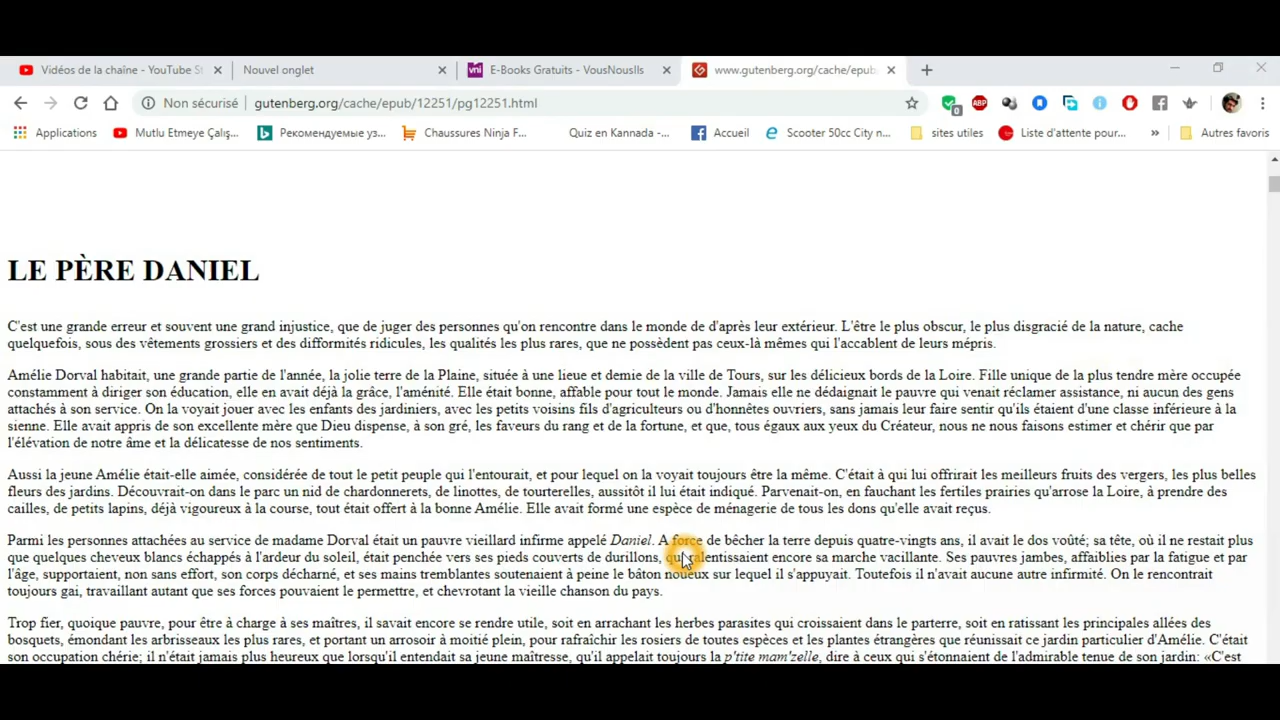 Vidéos de la chaîne - YouTube St
Nouvel onglet
E-Books Gratuits - VousNousIls
www.gutenberg.org/cache/epub
Non sécurisé
gutenberg.org/cache/epub/12251/pg12251.html
0
ABP
Applications
Mutlu Etmeye Çalış...
Рекомендуемые уз...
Chaussures Ninja F...
Quiz en Kannada -...
Accueil
Scooter 50cc City n...
sites utiles
Liste d'attente pour...
»
Autres favoris
LE PÈRE DANIEL
C'est une grande erreur et souvent une grand injustice, que de juger des personnes qu'on rencontre dans le monde de d'après leur extérieur. L'être le plus obscur, le plus disgracié de la nature, cache
quelquefois, sous des vêtements grossiers et des difformités ridicules, les qualités les plus rares, que ne possèdent pas ceux-là mêmes qui l'accablent de leurs mépris.
Amélie Dorval habitait, une grande partie de l'année, la jolie terre de la Plaine, située à une lieue et demie de la ville de Tours, sur les délicieux bords de la Loire. Fille unique de la plus tendre mère occupée
constamment à diriger son éducation, elle en avait déjà la grâce, l'aménité. Elle était bonne, affable pour tout le monde. Jamais elle ne dédaignait le pauvre qui venait réclamer assistance, ni aucun des gens
attachés à son service. On la voyait jouer avec les enfants des jardiniers, avec les petits voisins fils d'agriculteurs ou d'honnêtes ouvriers, sans jamais leur faire sentir qu'ils étaient d'une classe inférieure à la
sienne. Elle avait appris de son excellente mère que Dieu dispense, à son gré, les faveurs du rang et de la fortune, et que, tous égaux aux yeux du Créateur, nous ne nous faisons estimer et chérir que par
l'élévation de notre âme et la délicatesse de nos sentiments.
Aussi la jeune Amélie était-elle aimée, considérée de tout le petit peuple qui l'entourait, et pour lequel on la voyait toujours être la même. C'était à qui lui offrirait les meilleurs fruits des vergers, les plus belles
fleurs des jardins. Découvrait-on dans le parc un nid de chardonnerets, de linottes, de tourterelles, aussitôt il lui était indiqué. Parvenait-on, en fauchant les fertiles prairies qu'arrose la Loire, à prendre des
cailles, de petits lapins, déjà vigoureux à la course, tout était offert à la bonne Amélie. Elle avait formé une espèce de ménagerie de tous les dons qu'elle avait reçus.
Parmi les personnes attachées au service de madame Dorval était un pauvre vieillard infirme appelé Daniel. A force de bêcher la terre depuis quatre-vingts ans, il avait le dos voûté; sa tête, où il ne restait plus
que quelques cheveux blancs échappés à l'ardeur du soleil, était penchée vers ses pieds couverts de durillons, qui ralentissaient encore sa marche vacillante. Ses pauvres jambes, affaiblies par la fatigue et par
l'âge, supportaient, non sans effort, son corps décharné, et ses mains tremblantes soutenaient à peine le bâton noueux sur lequel il s'appuyait. Toutefois il n'avait aucune autre infirmité. On le rencontrait
toujours gai, travaillant autant que ses forces pouvaient le permettre, et chevrotant la vieille chanson du pays.
Trop fier, quoique pauvre, pour être à charge à ses maîtres, il savait encore se rendre utile, soit en arrachant les herbes parasites qui croissaient dans le parterre, soit en ratissant les principales allées des
bosquets, émondant les arbrisseaux les plus rares, et portant un arrosoir à moitié plein, pour rafraîchir les rosiers de toutes espèces et les plantes étrangères que réunissait ce jardin particulier d'Amélie. C'était
son occupation chérie; il n'était jamais plus heureux que lorsqu'il entendait sa jeune maîtresse, qu'il appelait toujours la p'tite mam'zelle, dire à ceux qui s'étonnaient de l'admirable tenue de son jardin: «C'est